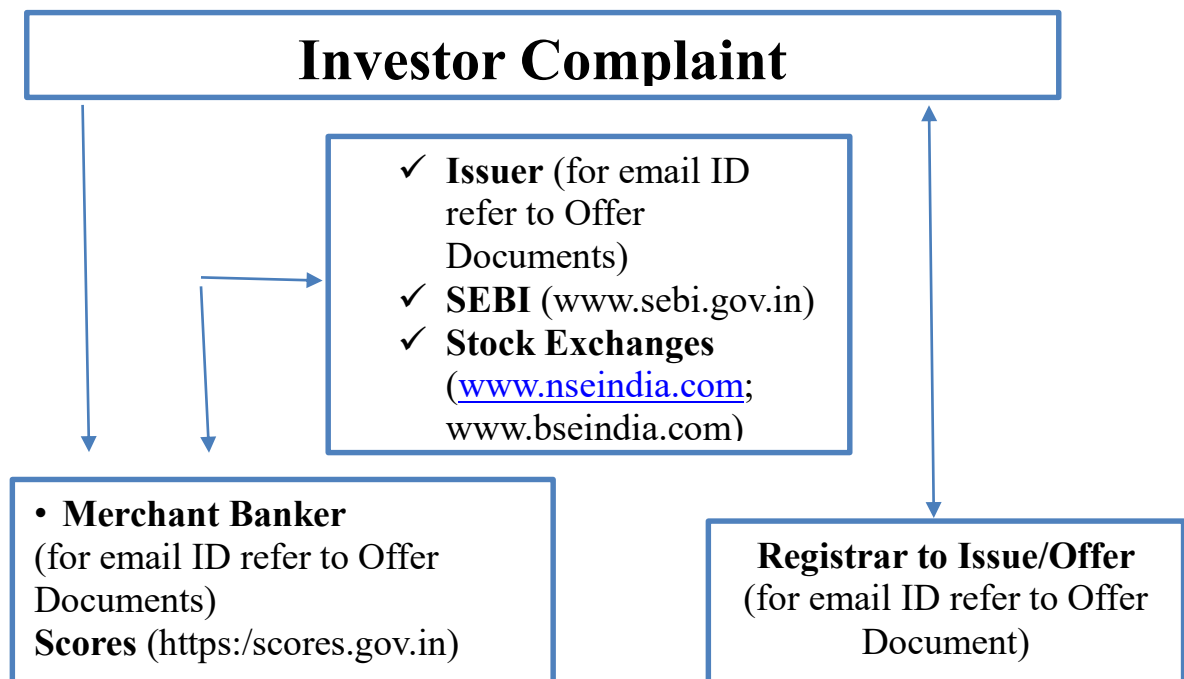 Investor Complaint
✓ Issuer (for email ID
refer to Offer
Documents)
✓ SEBI (www.sebi.gov.in)
✓ Stock Exchanges
(www.nseindia.com;
www.bseindia.com)
• Merchant Banker
(for email ID refer to Offer
Documents)
Scores (https:/scores.gov.in)
Registrar to Issue/Offer
(for email ID refer to Offer
Document)